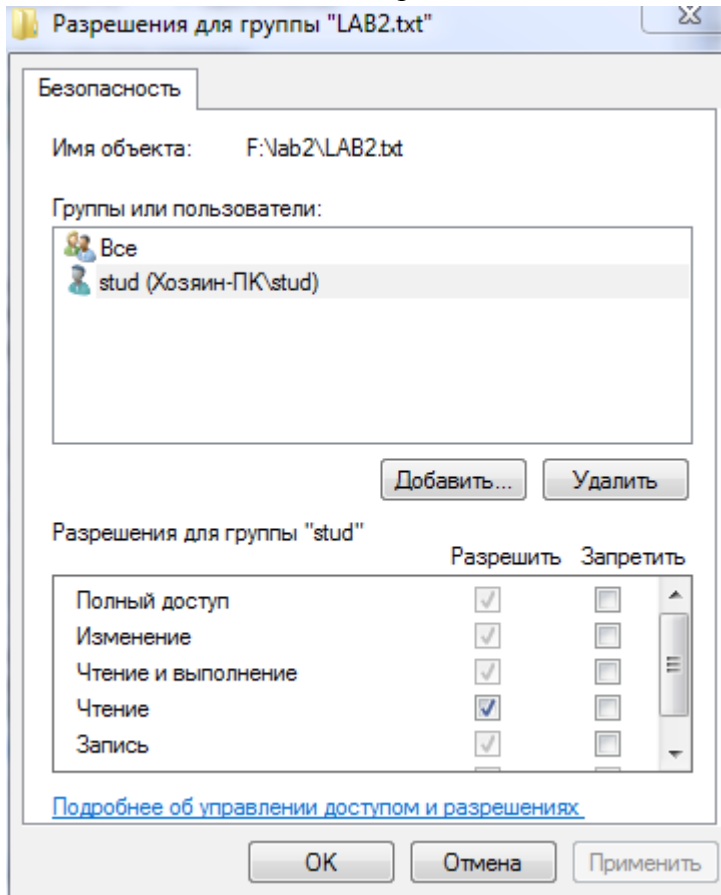 Разрешения для группы "LAB2.txt"
Безопасность
Имя объекта: F:\lab2\LAB2.txt
Группы или пользователи:
Все
stud (Хозяин-ПК\stud)
Добавить... Удалить
Разрешения для группы "stud"
Разрешить Запретить
Полный доступ
Изменение
Чтение и выполнение
Чтение
Запись
Подробнее об управлении доступом и разрешениях
ОК Отмена Применить